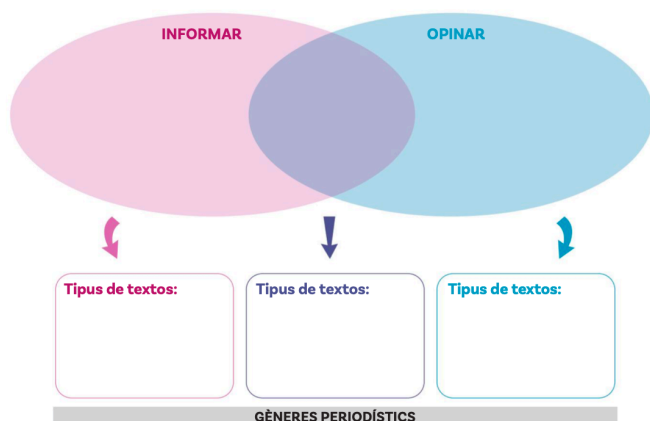 INFORMAR
OPINAR
Tipus de textos:
Tipus de textos:
Tipus de textos:
GÈNERES PERIODÍSTICS